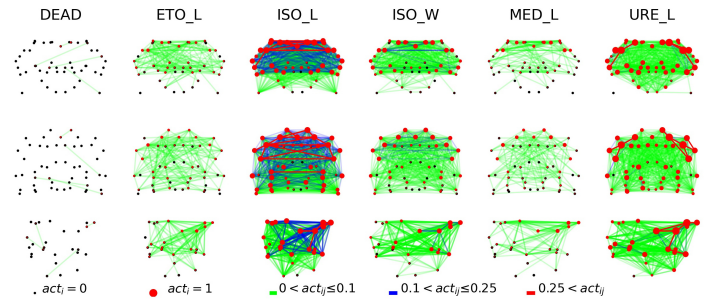 DEAD ETO_L ISO_L ISO_W MED_L URE_L
act_i = 0 act_i = 1 0 < act_ij ≤ 0.1 0.1 < act_ij ≤ 0.25 0.25 < act_ij